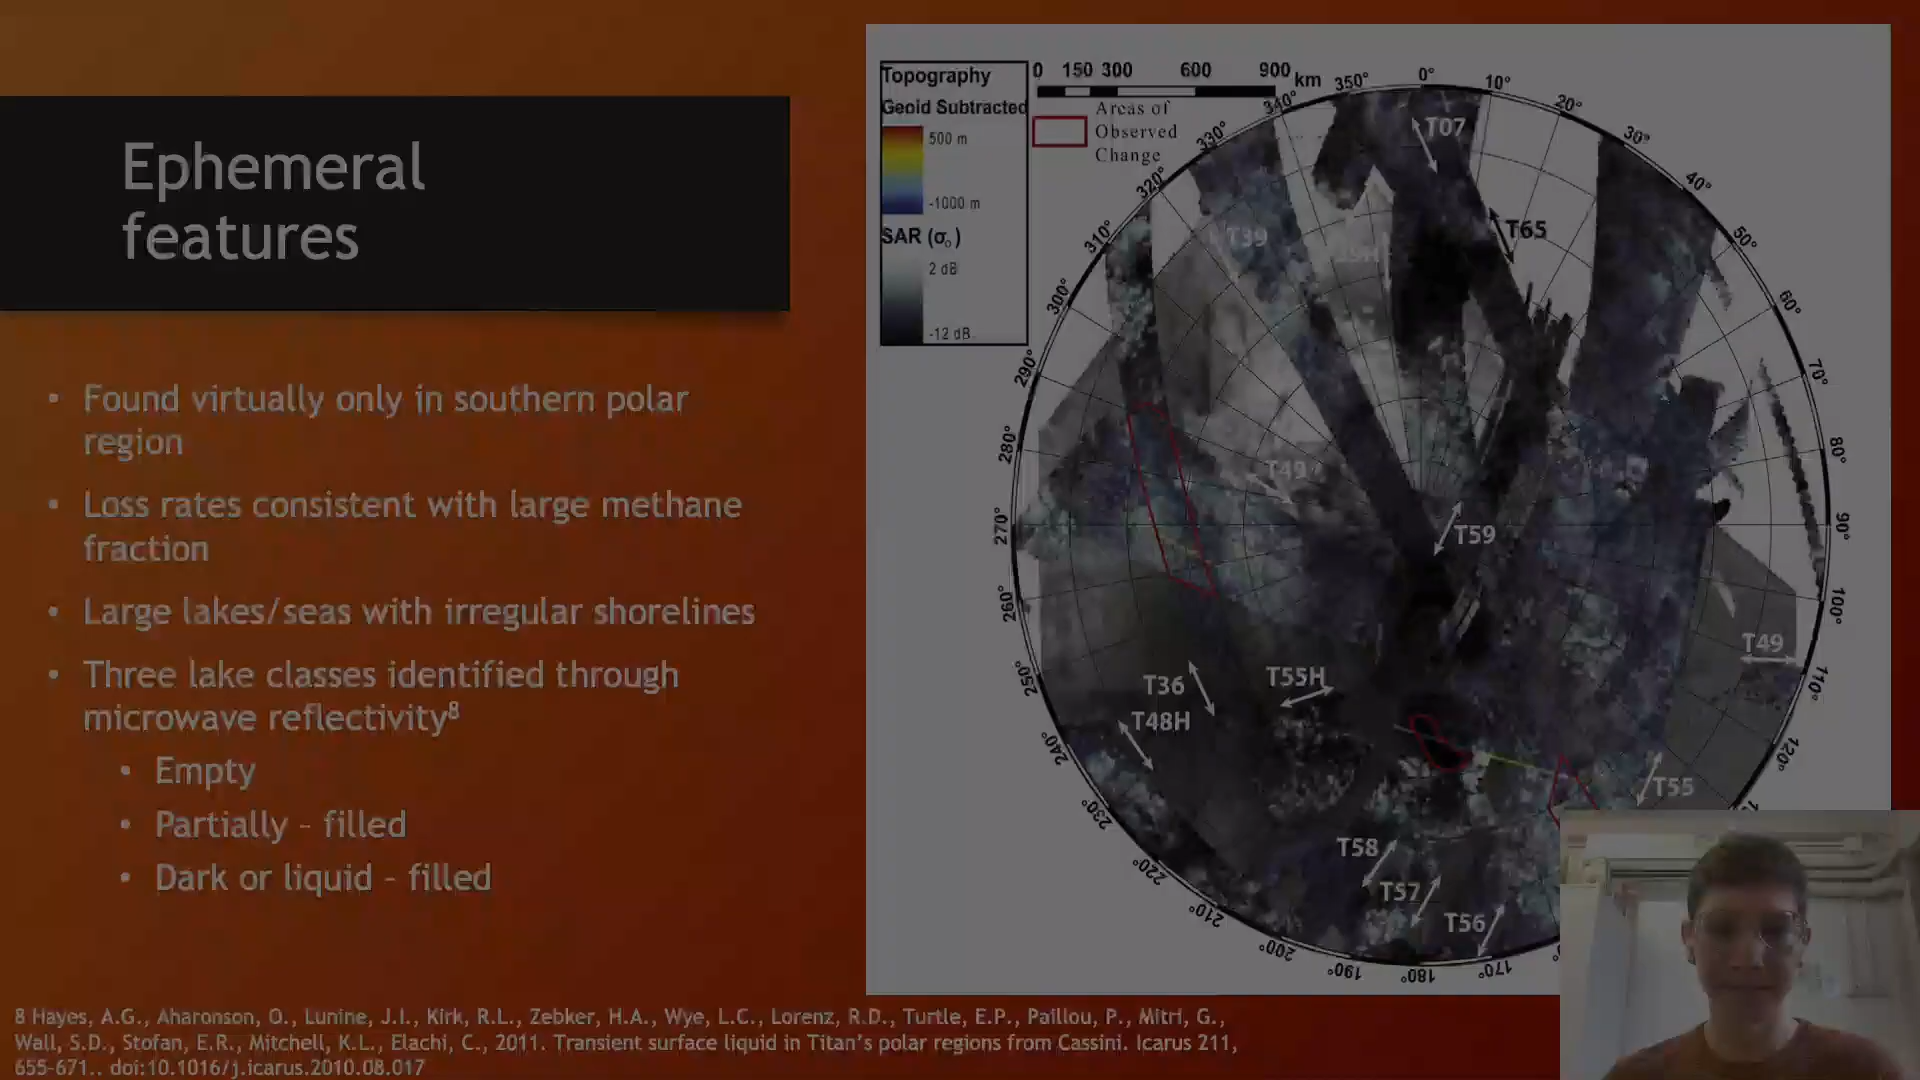 Ephemeral
features
• Found virtually only in southern polar
region
• Loss rates consistent with large methane
fraction
• Large lakes/seas with irregular shorelines
• Three lake classes identified through
microwave reflectivity⁸
• Empty
• Partially – filled
• Dark or liquid – filled
8 Hayes, A.G., Aharonson, O., Lunine, J.I., Kirk, R.L., Zebker, H.A., Wye, L.C., Lorenz, R.D., Turtle, E.P., Paillou, P., Mitri, G.,
Wall, S.D., Stofan, E.R., Mitchell, K.L., Elachi, C., 2011. Transient surface liquid in Titan's polar regions from Cassini. Icarus 211,
655–671.. doi:10.1016/j.icarus.2010.08.017
Topography
Geoid Subtracted
500 m
-1000 m
SAR (σ₀)
2 dB
-12 dB
0 150 300 600 900 km
Areas of
Observed
Change
0°
10°
20°
30°
40°
50°
60°
70°
80°
90°
100°
110°
120°
170°
180°
190°
200°
210°
220°
230°
240°
250°
260°
270°
280°
290°
300°
310°
320°
330°
340°
350°
T07
T65
T39
T49
T59
T49
T36
T48H
T55H
T55
T58
T57
T56